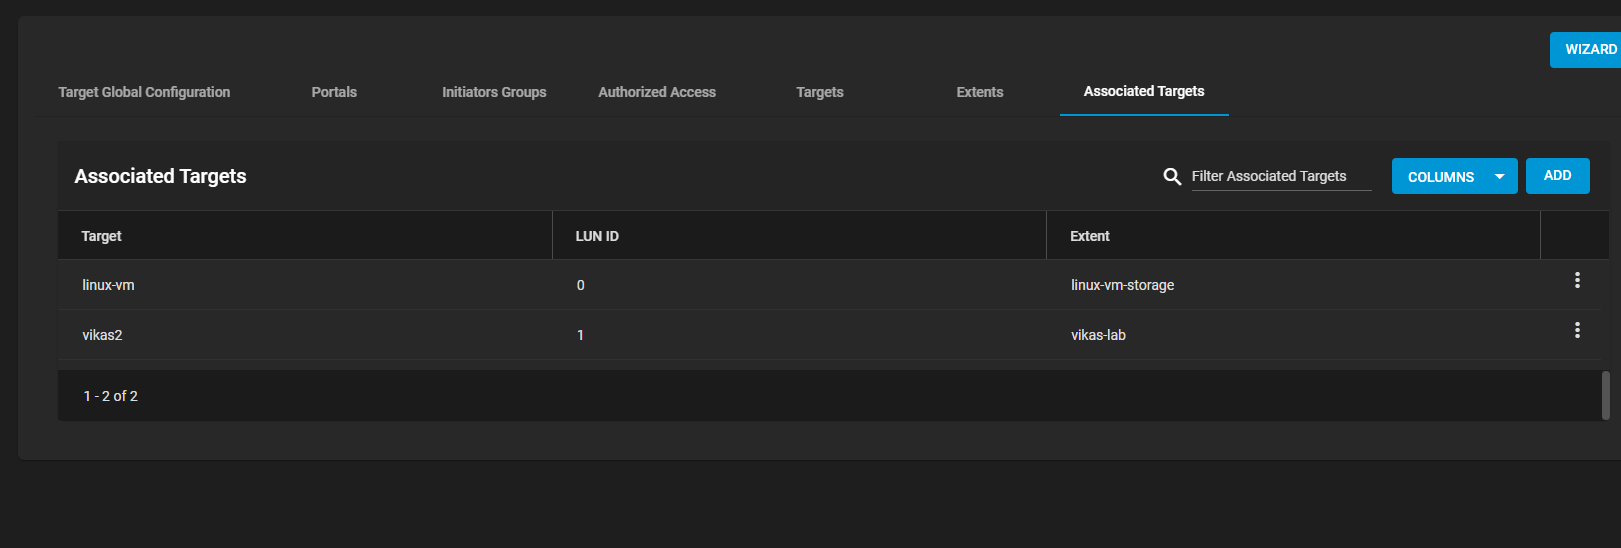 WIZARD
Target Global Configuration Portals Initiators Groups Authorized Access Targets Extents Associated Targets
Associated Targets Filter Associated Targets COLUMNS ADD
Target LUN ID Extent
linux-vm 0 linux-vm-storage
vikas2 1 vikas-lab
1 - 2 of 2